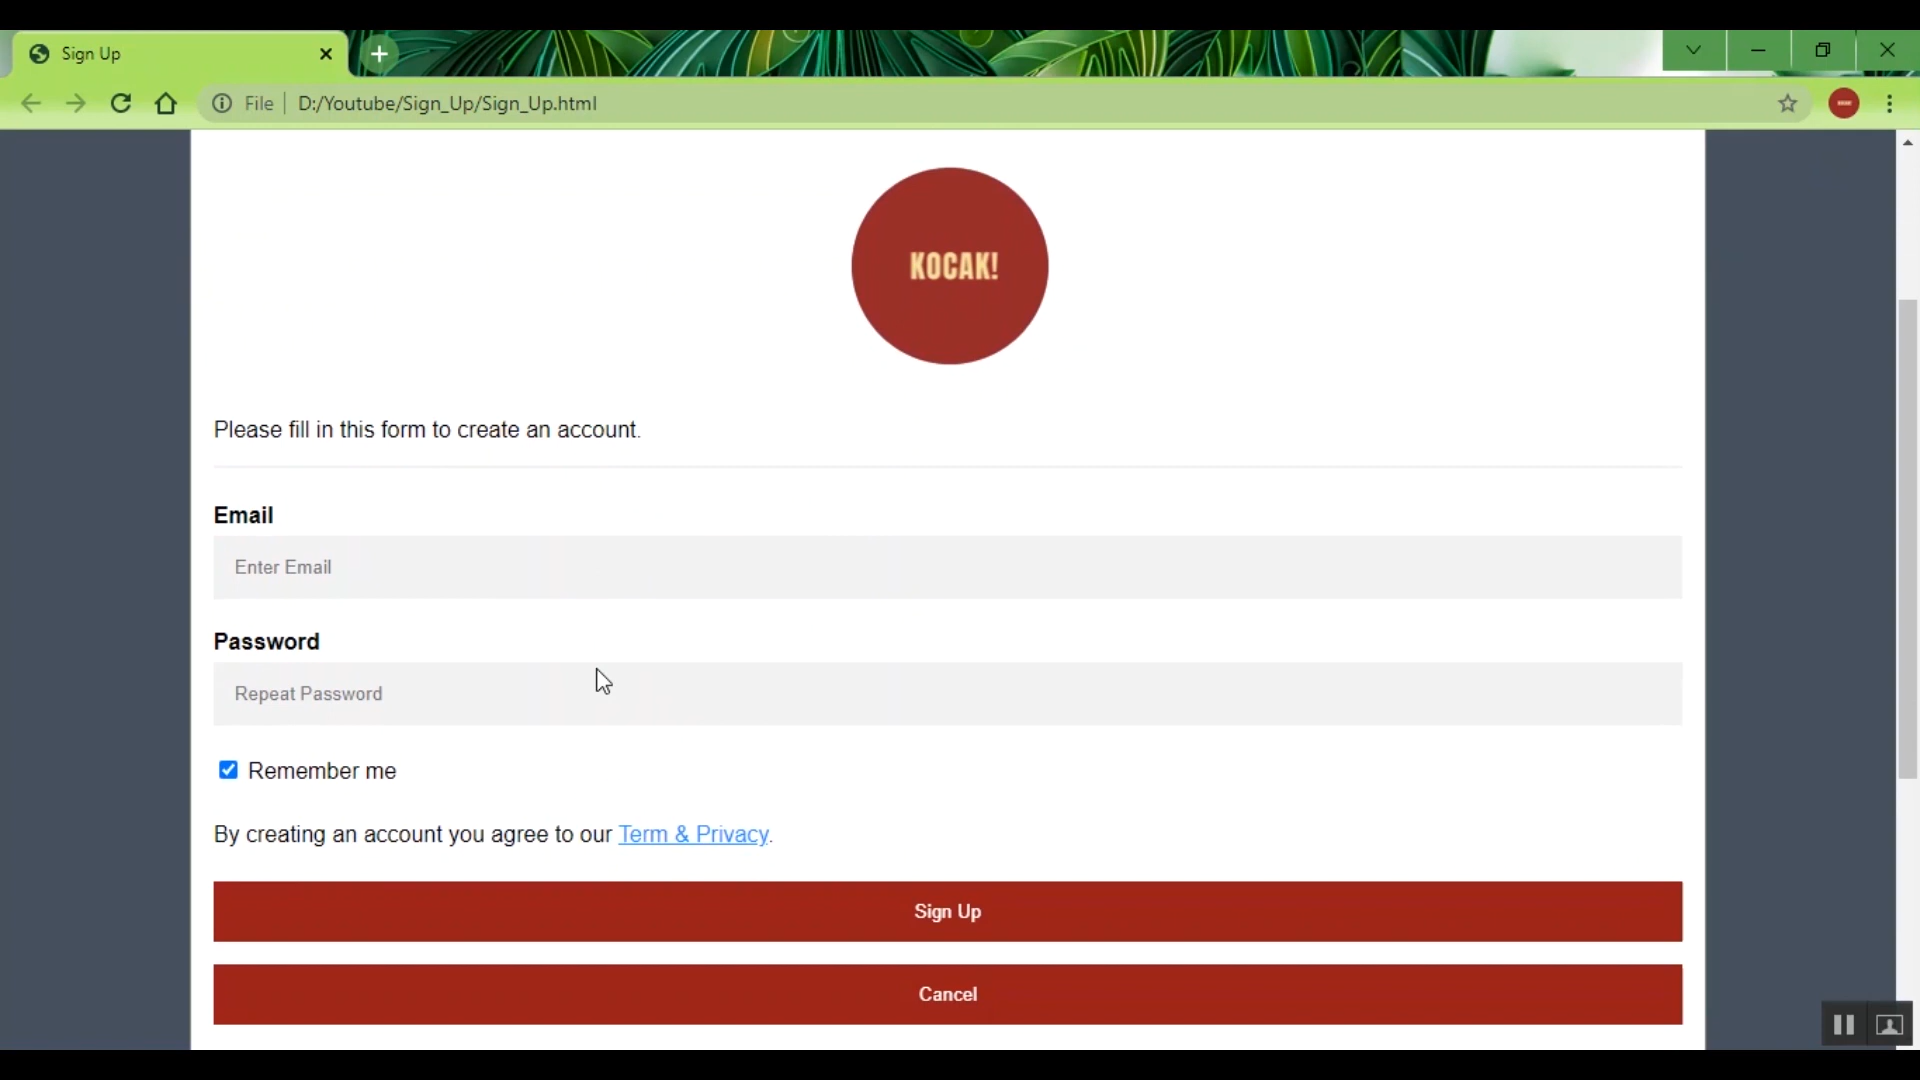 Sign Up
File
D:/Youtube/Sign_Up/Sign_Up.html
KOCAK!
Please fill in this form to create an account.
Email
Enter Email
Password
Repeat Password
Remember me
By creating an account you agree to our Term & Privacy.
Sign Up
Cancel